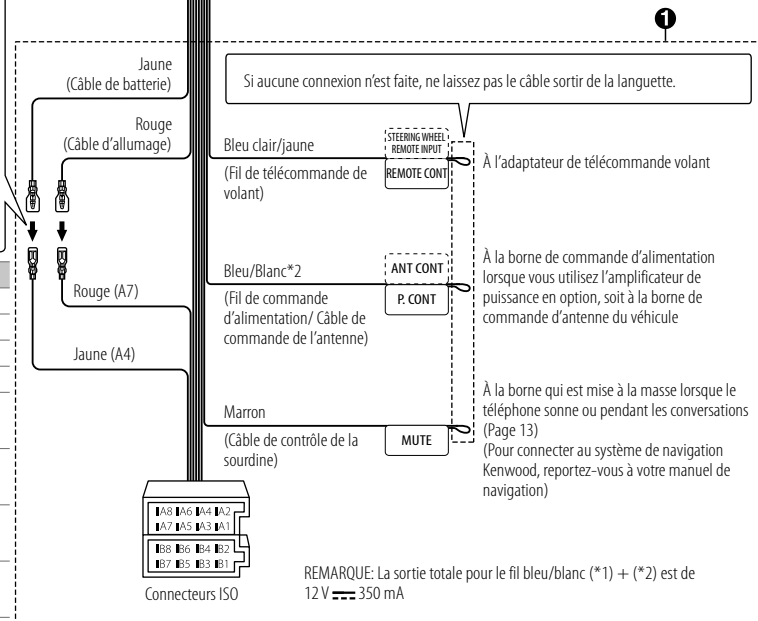 ❶
Jaune
(Câble de batterie)
Si aucune connexion n'est faite, ne laissez pas le câble sortir de la languette.
Rouge
(Câble d'allumage)
Bleu clair/jaune
(Fil de télécommande de
volant)
STEERING WHEEL
REMOTE INPUT
REMOTE CONT
À l'adaptateur de télécommande volant
Bleu/Blanc*2
(Fil de commande
d'alimentation/ Câble de
commande de l'antenne)
ANT CONT
P. CONT
À la borne de commande d'alimentation
lorsque vous utilisez l'amplificateur de
puissance en option, soit à la borne de
commande d'antenne du véhicule
Rouge (A7)
Jaune (A4)
Marron
(Câble de contrôle de la
sourdine)
MUTE
À la borne qui est mise à la masse lorsque le
téléphone sonne ou pendant les conversations
(Page 13)
(Pour connecter au système de navigation
Kenwood, reportez-vous à votre manuel de
navigation)
A8 A6 A4 A2
A7 A5 A3 A1
B8 B6 B4 B2
B7 B5 B3 B1
Connecteurs ISO
REMARQUE: La sortie totale pour le fil bleu/blanc (*1) + (*2) est de
12 V ⎓ 350 mA